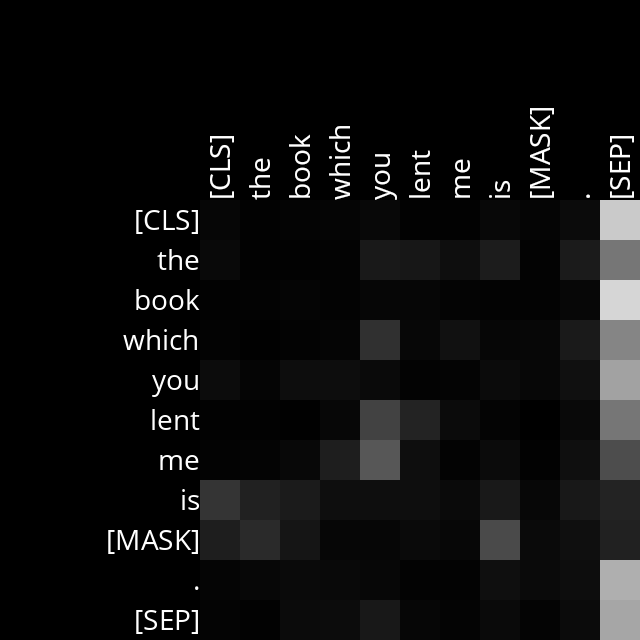 [CLS] the book which you lent me is [MASK] . [SEP]
[CLS]
the
book
which
you
lent
me
is
[MASK]
.
[SEP]